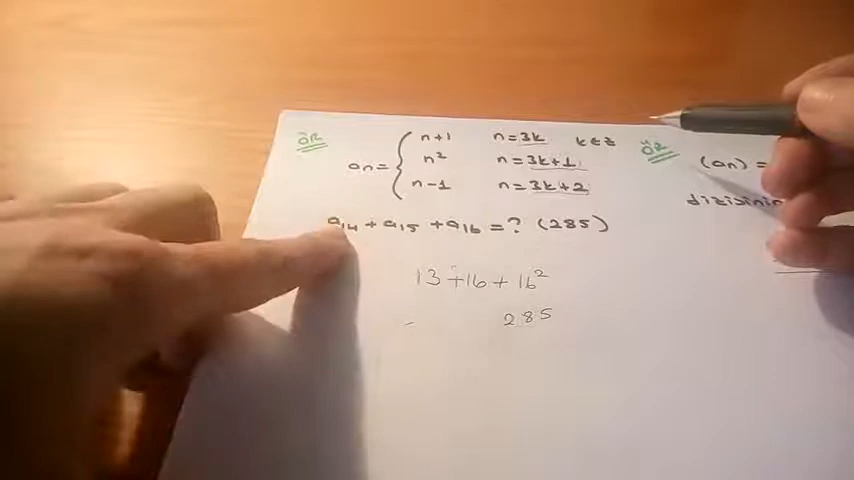 ÖR
an = { n+1 n=3k k∈Z
n² n=3k+1
n-1 n=3k+2
a14 + a15 + a16 = ? (285)
13 + 16 + 16²
285
ÖR
(an) =
dizisinin